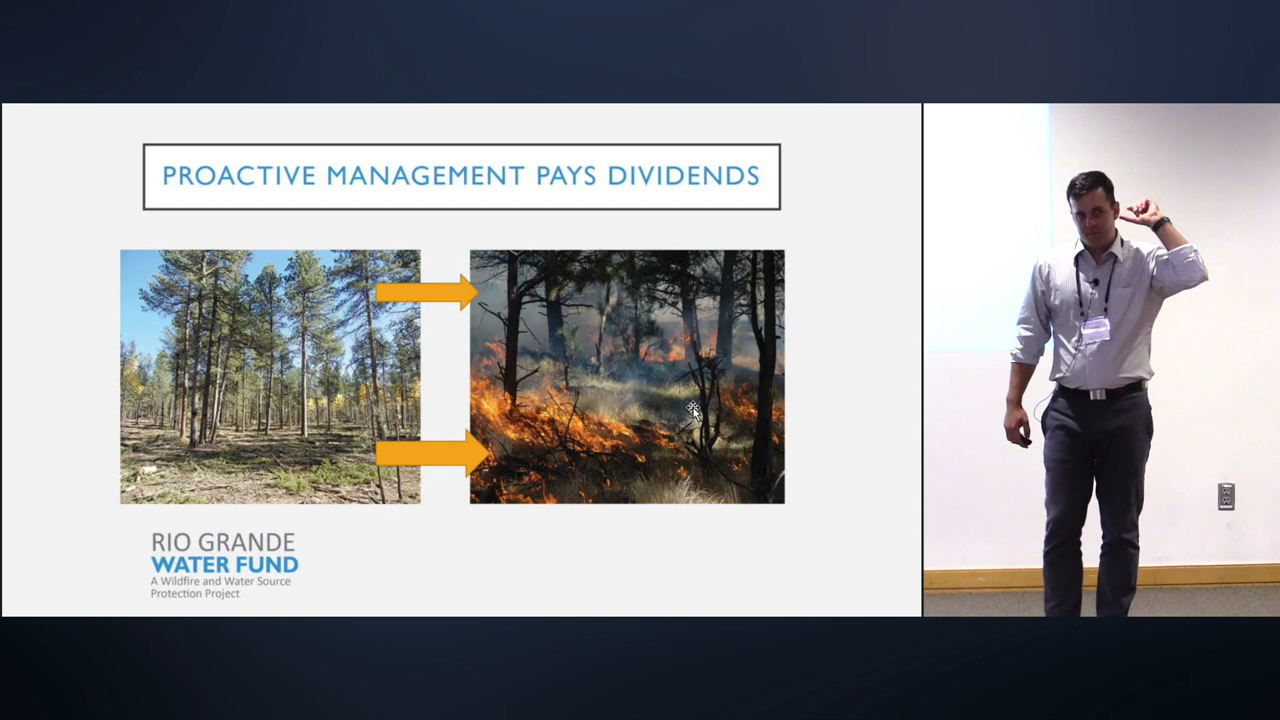 PROACTIVE MANAGEMENT PAYS DIVIDENDS
RIO GRANDE
WATER FUND
A Wildfire and Water Source
Protection Project